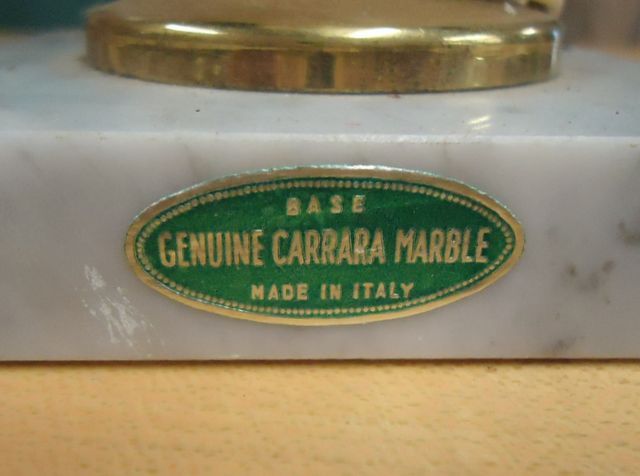 BASE
GENUINE CARRARA MARBLE
MADE IN ITALY